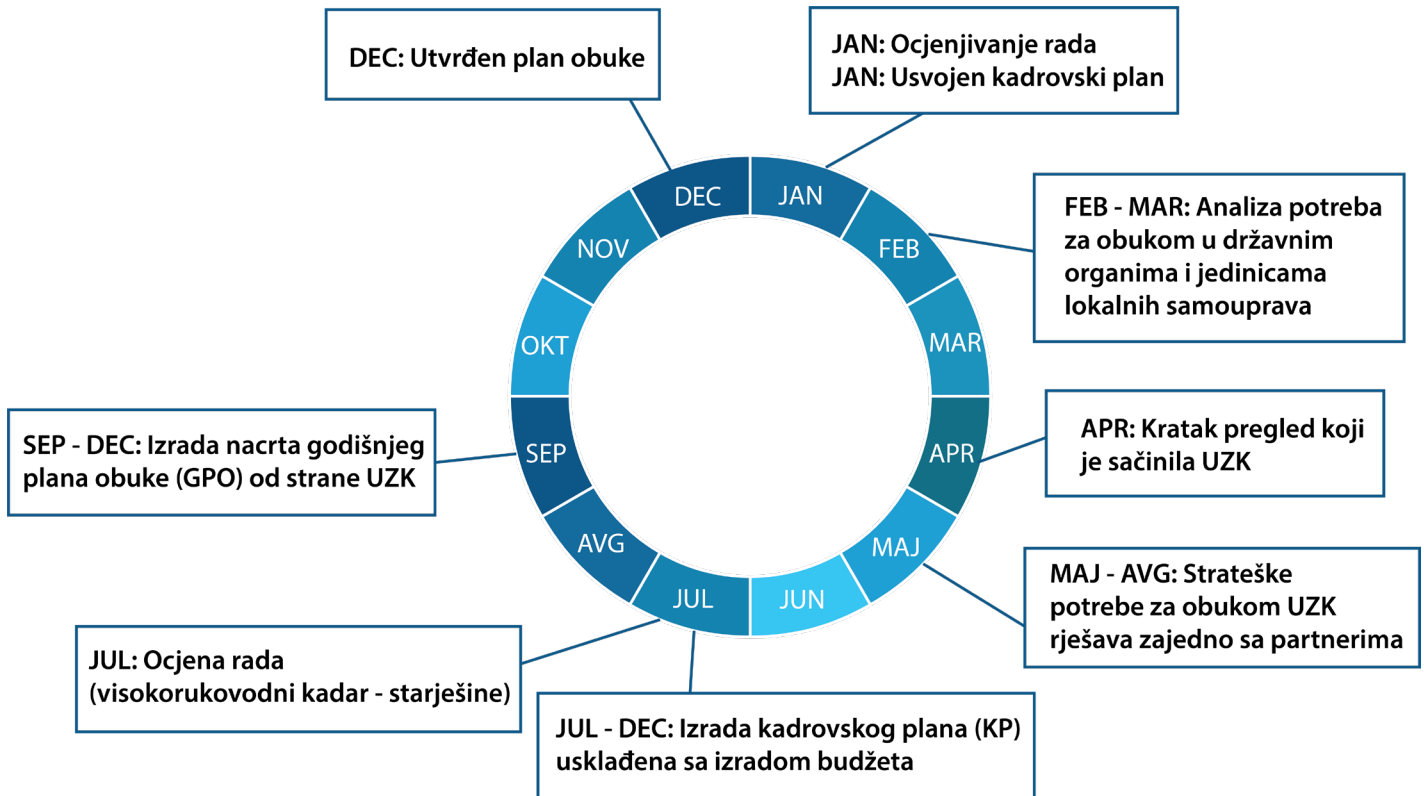 DEC: Utvrđen plan obuke
JAN: Ocjenjivanje rada
JAN: Usvojen kadrovski plan
FEB - MAR: Analiza potreba
za obukom u državnim
organima i jedinicama
lokalnih samouprava
APR: Kratak pregled koji
je sačinila UZK
MAJ - AVG: Strateške
potrebe za obukom UZK
rješava zajedno sa partnerima
JUL - DEC: Izrada kadrovskog plana (KP)
usklađena sa izradom budžeta
JUL: Ocjena rada
(visokorukovodni kadar - starješine)
SEP - DEC: Izrada nacrta godišnjeg
plana obuke (GPO) od strane UZK
JAN
FEB
MAR
APR
MAJ
JUN
JUL
AVG
SEP
OKT
NOV
DEC